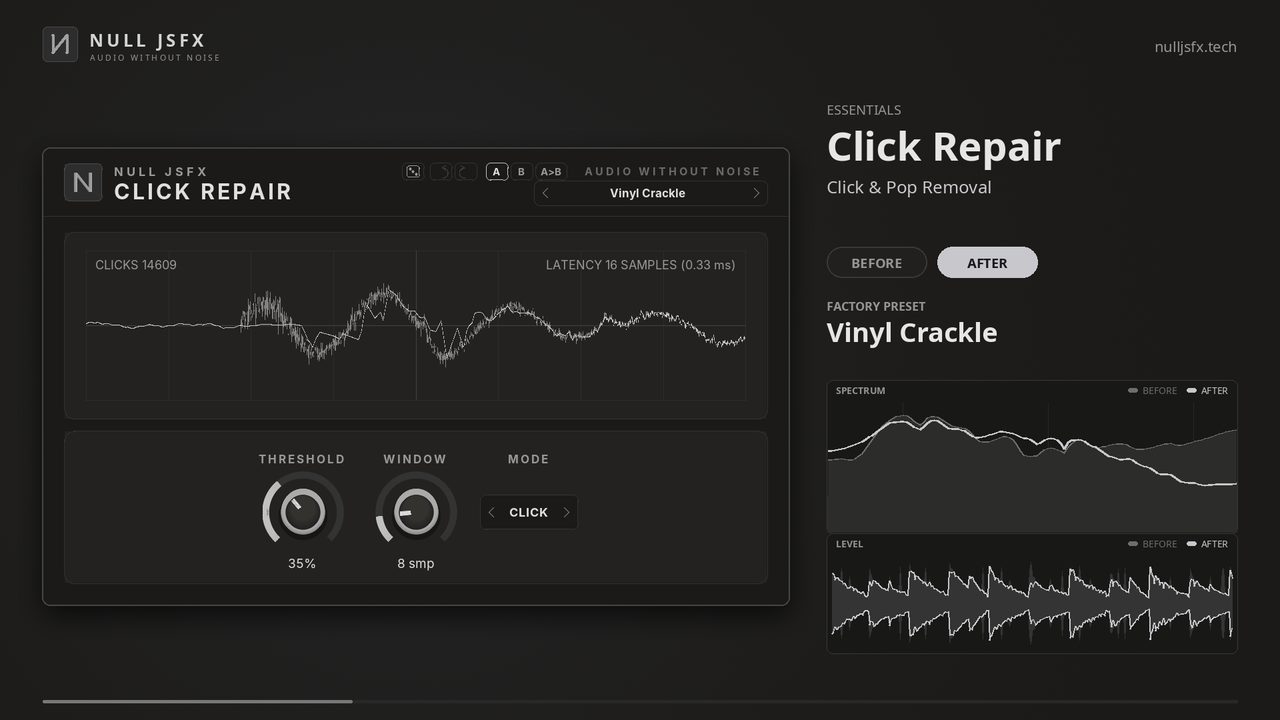 NULL JSFX
AUDIO WITHOUT NOISE
nulljsfx.tech
NULL JSFX
CLICK REPAIR
A B A>B
AUDIO WITHOUT NOISE
Vinyl Crackle
CLICKS 14609
LATENCY 16 SAMPLES (0.33 ms)
THRESHOLD
WINDOW
MODE
CLICK
35%
8 smp
ESSENTIALS
Click Repair
Click & Pop Removal
BEFORE
AFTER
FACTORY PRESET
Vinyl Crackle
SPECTRUM
BEFORE
AFTER
LEVEL
BEFORE
AFTER